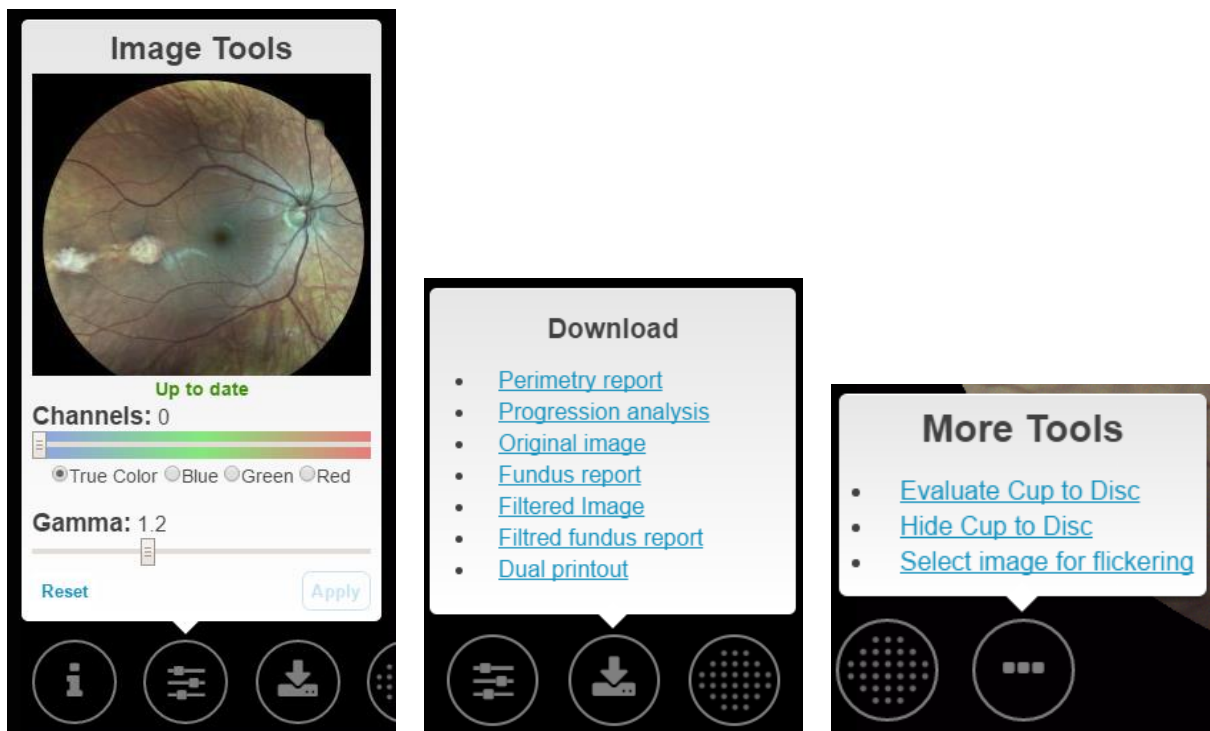 Image Tools
Up to date
Channels: 0
True Color Blue Green Red
Gamma: 1.2
Reset Apply
i
Download
Perimetry report
Progression analysis
Original image
Fundus report
Filtered Image
Filtred fundus report
Dual printout
More Tools
Evaluate Cup to Disc
Hide Cup to Disc
Select image for flickering